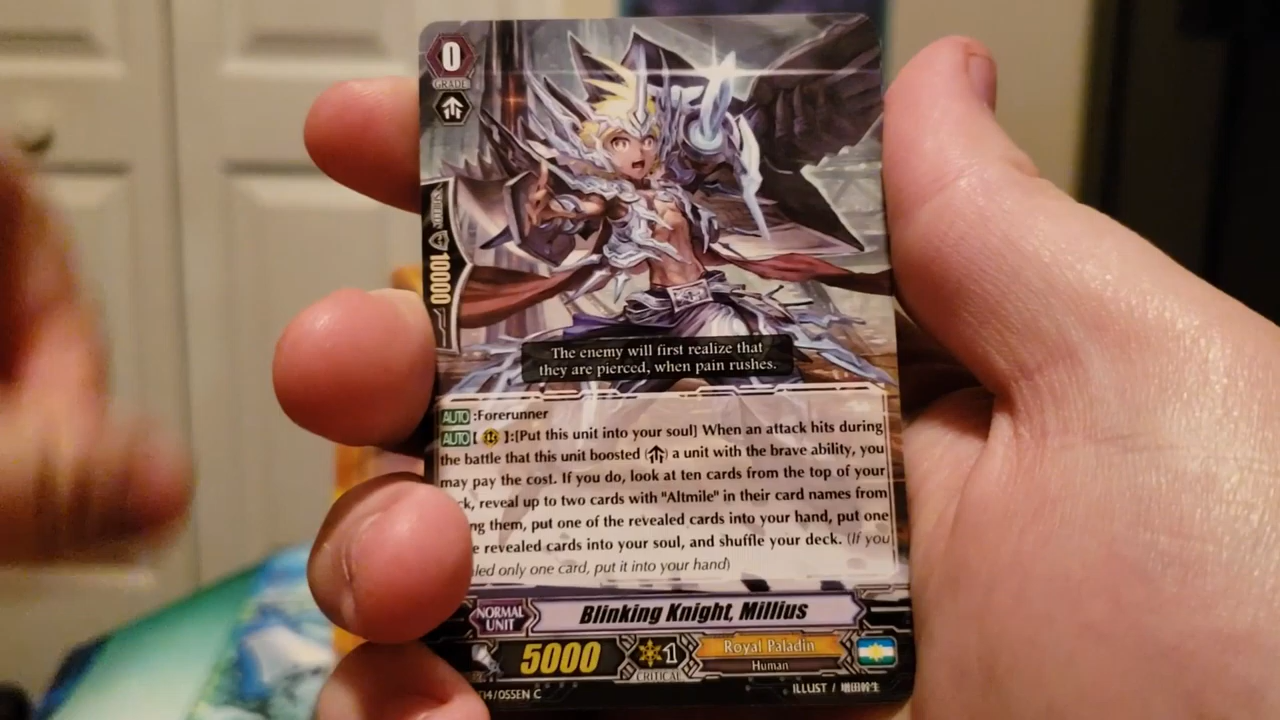 0
GRADE
10000
The enemy will first realize that
they are pierced, when pain rushes.
AUTO :Forerunner
AUTO [ ]:[Put this unit into your soul] When an attack hits during
the battle that this unit boosted ( ) a unit with the brave ability, you
may pay the cost. If you do, look at ten cards from the top of your
ck, reveal up to two cards with "Altmile" in their card names from
ng them, put one of the revealed cards into your hand, put one
e revealed cards into your soul, and shuffle your deck. (If you
led only one card, put it into your hand)
NORMAL
UNIT
Blinking Knight, Millius
5000
1
CRITICAL
Royal Paladin
Human
14/055EN C
ILLUST / 増田幹生